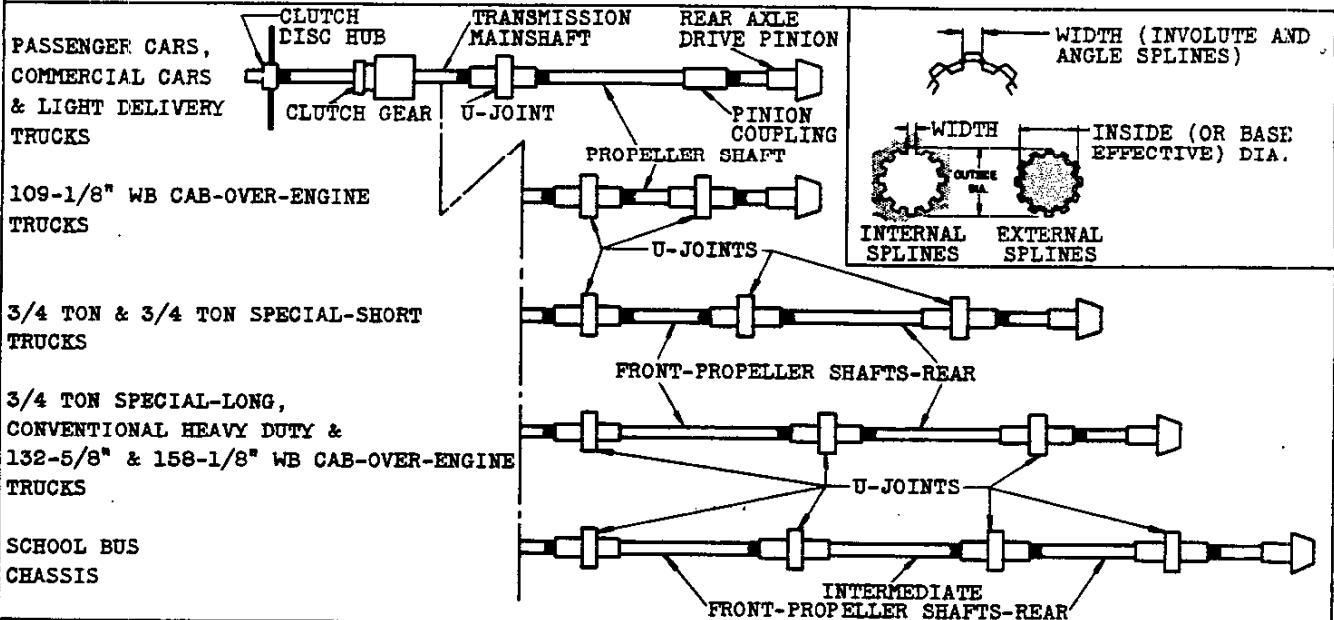 CLUTCH
DISC HUB
TRANSMISSION
MAINSHAFT
REAR AXLE
DRIVE PINION
PASSENGER CARS,
COMMERCIAL CARS
& LIGHT DELIVERY
TRUCKS
CLUTCH GEAR
U-JOINT
PINION
COUPLING
PROPELLER SHAFT
WIDTH (INVOLUTE AND
ANGLE SPLINES)
WIDTH
INSIDE (OR BASE
EFFECTIVE) DIA.
OUTSIDE
DIA.
INTERNAL
SPLINES
EXTERNAL
SPLINES
109-1/8" WB CAB-OVER-ENGINE
TRUCKS
U-JOINTS
3/4 TON & 3/4 TON SPECIAL-SHORT
TRUCKS
FRONT-PROPELLER SHAFTS-REAR
3/4 TON SPECIAL-LONG,
CONVENTIONAL HEAVY DUTY &
132-5/8" & 158-1/8" WB CAB-OVER-ENGINE
TRUCKS
U-JOINTS
SCHOOL BUS
CHASSIS
INTERMEDIATE
FRONT-PROPELLER SHAFTS-REAR